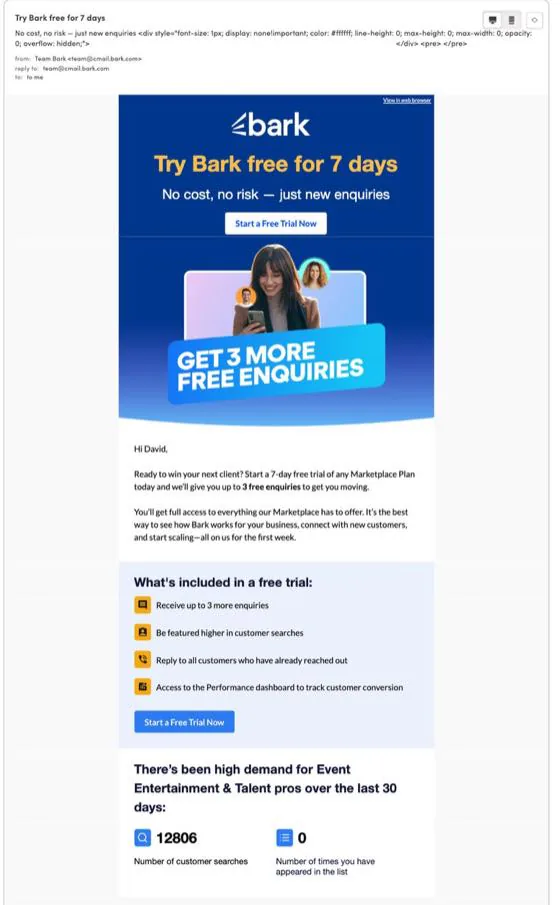 Try Bark free for 7 days
No cost, no risk — just new enquiries <div style="font-size: 1px; display: none!important; color: #ffffff; line-height: 0; max-height: 0; max-width: 0; opacity:
0; overflow: hidden;"> </div> <pre> </pre>
from: Team Bark <team@cmail.bark.com>
reply to: team@cmail.bark.com
to: to me
View in web browser
bark
Try Bark free for 7 days
No cost, no risk — just new enquiries
Start a Free Trial Now
GET 3 MORE
FREE ENQUIRIES
Hi David,
Ready to win your next client? Start a 7-day free trial of any Marketplace Plan
today and we'll give you up to 3 free enquiries to get you moving.
You'll get full access to everything our Marketplace has to offer. It's the best
way to see how Bark works for your business, connect with new customers,
and start scaling—all on us for the first week.
What's included in a free trial:
Receive up to 3 more enquiries
Be featured higher in customer searches
Reply to all customers who have already reached out
Access to the Performance dashboard to track customer conversion
Start a Free Trial Now
There's been high demand for Event
Entertainment & Talent pros over the last 30
days:
12806
Number of customer searches
0
Number of times you have
appeared in the list